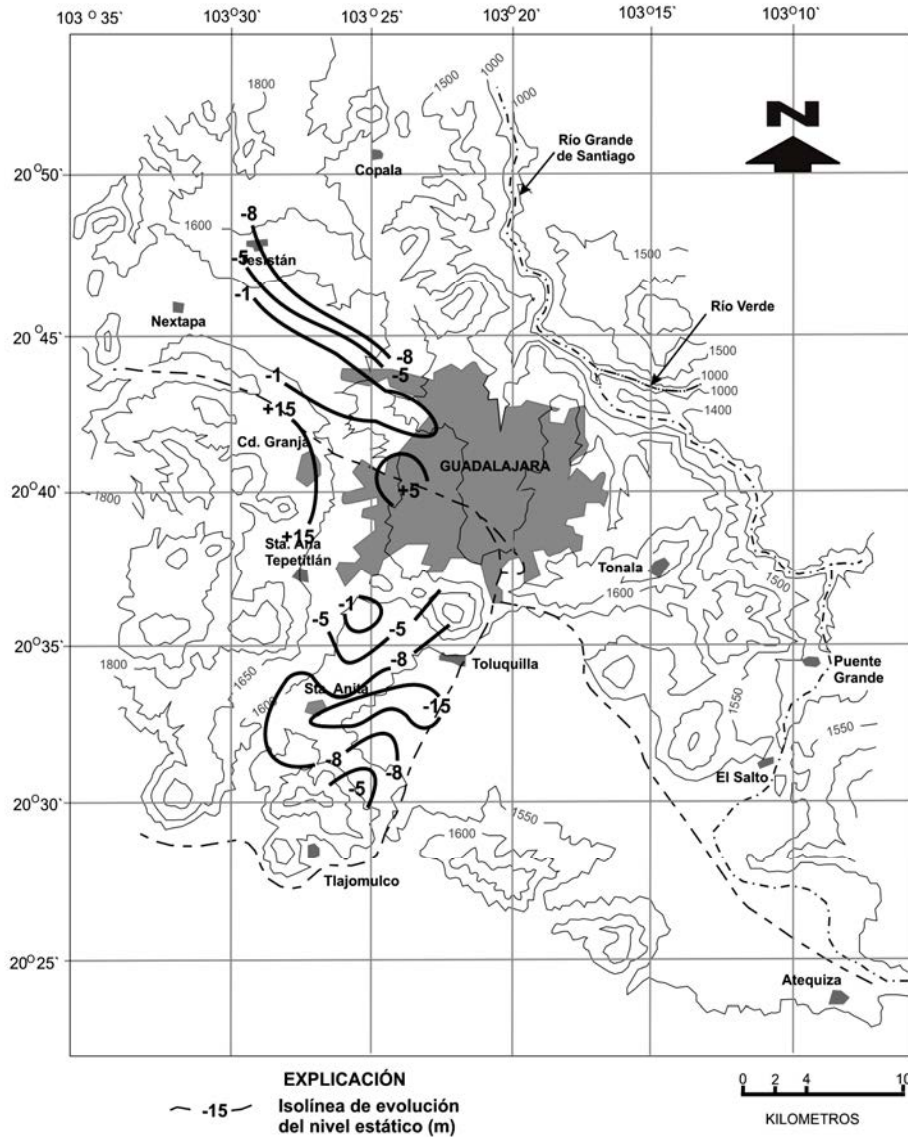 103°35' 103°30' 103°25' 103°20' 103°15' 103°10'
1800
1500
1000
1000
Río Grande
de Santiago
N
Copala
20°50'
1600
-8
Tesistán
-5
1500
-1
Nextapa
Río Verde
20°45'
1500
-8
-5
1000
1000
1400
-1
+15
Cd. Granja
GUADALAJARA
1800
20°40'
+5
+15
Sta. Ana
Tepetitlán
Tonala
1500
1600
-1
-5
-5
20°35'
1800
1650
-8
Toluquilla
Puente
Grande
1600
Sta. Anita
-15
1550
1550
-8
-8
El Salto
-5
20°30'
1550
1600
Tlajomulco
20°25'
Atequiza
EXPLICACIÓN
-15 Isolínea de evolución
del nivel estático (m)
0 2 4 10
KILOMETROS